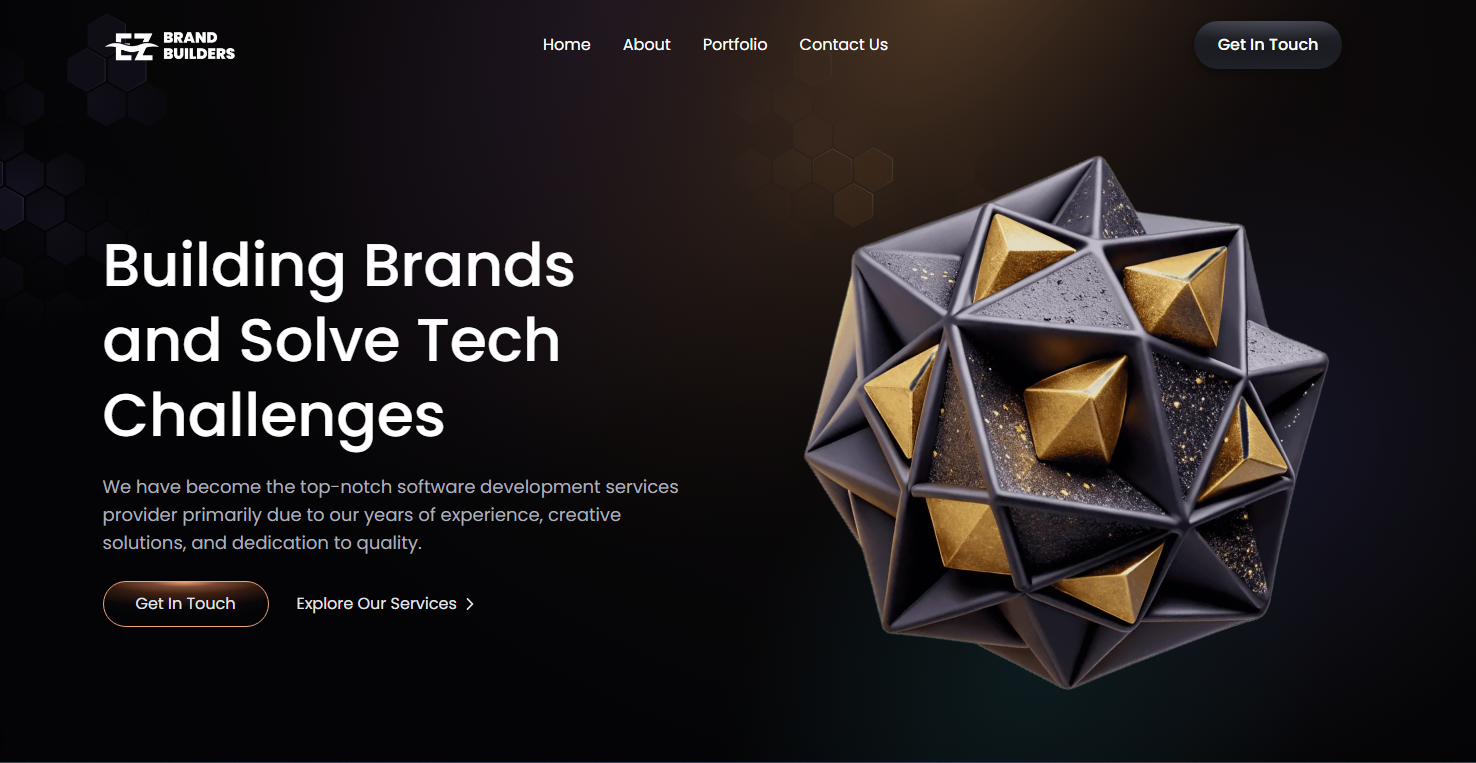 EZ BRAND
BUILDERS
Home About Portfolio Contact Us
Get In Touch
Building Brands
and Solve Tech
Challenges
We have become the top-notch software development services
provider primarily due to our years of experience, creative
solutions, and dedication to quality.
Get In Touch
Explore Our Services